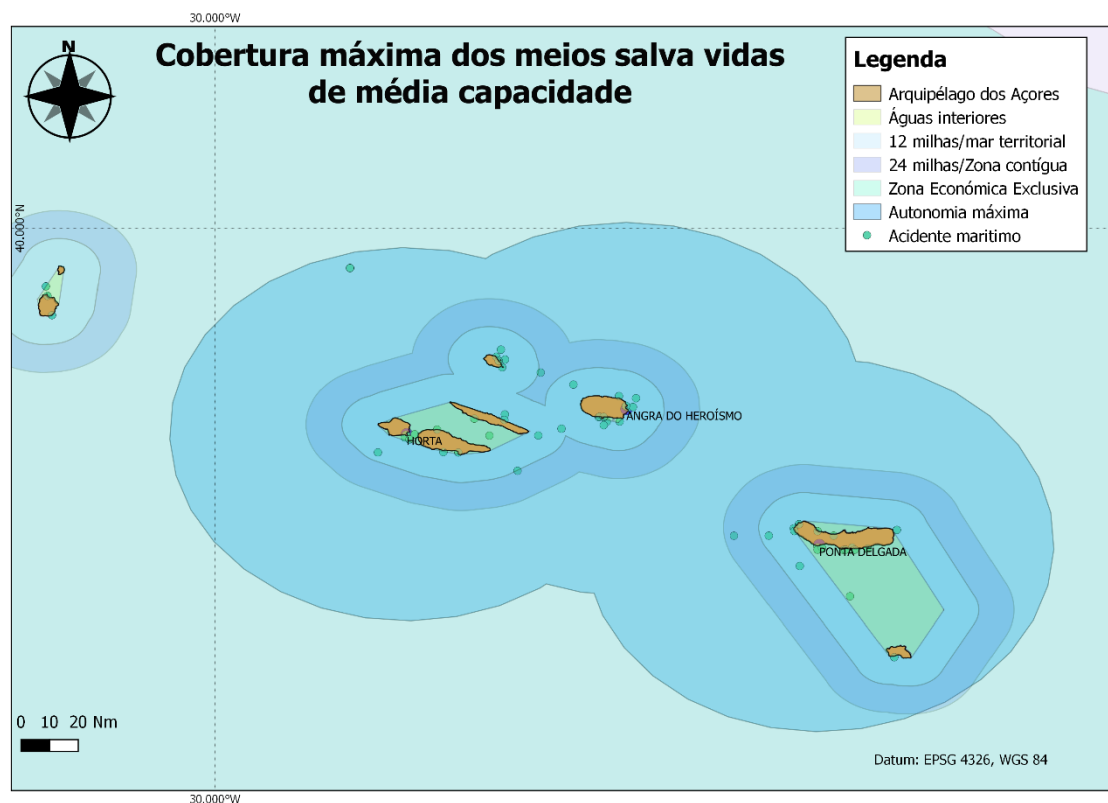 30.000°W
N
Cobertura máxima dos meios salva vidas
de média capacidade
Legenda
Arquipélago dos Açores
Águas interiores
12 milhas/mar territorial
24 milhas/Zona contígua
Zona Económica Exclusiva
Autonomia máxima
Acidente maritimo
40.000°N
ANGRA DO HEROÍSMO
HORTA
PONTA DELGADA
0 10 20 Nm
Datum: EPSG 4326, WGS 84
30.000°W